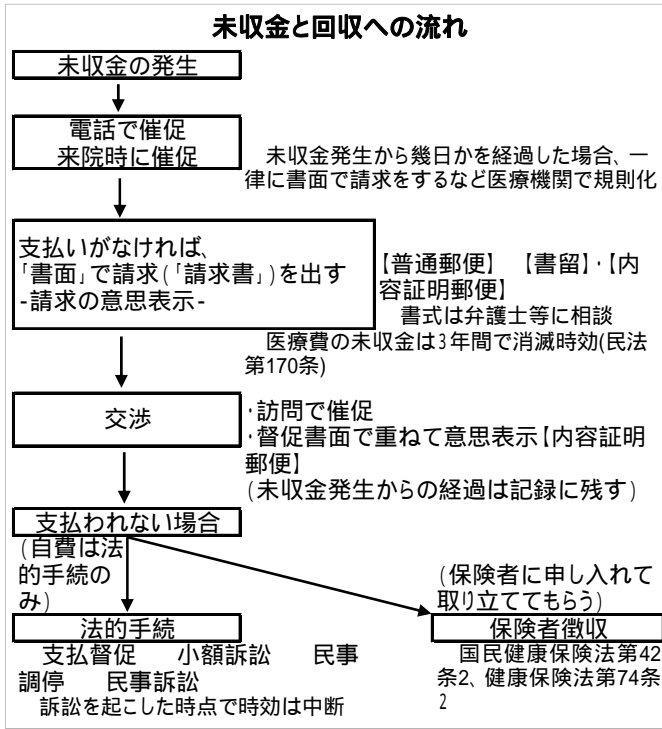 未収金と回収への流れ
未収金の発生
電話で催促
来院時に催促
未収金発生から幾日かを経過した場合、一
律に書面で請求をするなど医療機関で規則化
支払いがなければ、
「書面」で請求(「請求書」)を出す
-請求の意思表示-
【普通郵便】 【書留】・【内
容証明郵便】
書式は弁護士等に相談
医療費の未収金は3年間で消滅時効(民法
第170条)
交渉
・訪問で催促
・督促書面で重ねて意思表示【内容証明
郵便】
(未収金発生からの経過は記録に残す)
支払われない場合
(自費は法
的手続の
み)
(保険者に申し入れて
取り立ててもらう)
法的手続
支払督促 小額訴訟 民事
調停 民事訴訟
訴訟を起こした時点で時効は中断
保険者徴収
国民健康保険法第42
条2、健康保険法第74条
2